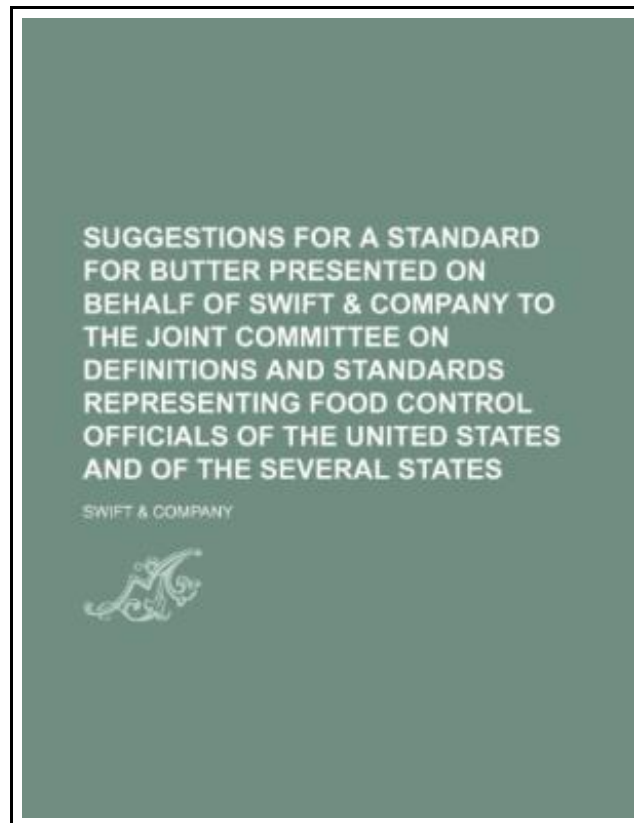 SUGGESTIONS FOR A STANDARD
FOR BUTTER PRESENTED ON
BEHALF OF SWIFT & COMPANY TO
THE JOINT COMMITTEE ON
DEFINITIONS AND STANDARDS
REPRESENTING FOOD CONTROL
OFFICIALS OF THE UNITED STATES
AND OF THE SEVERAL STATES
SWIFT & COMPANY